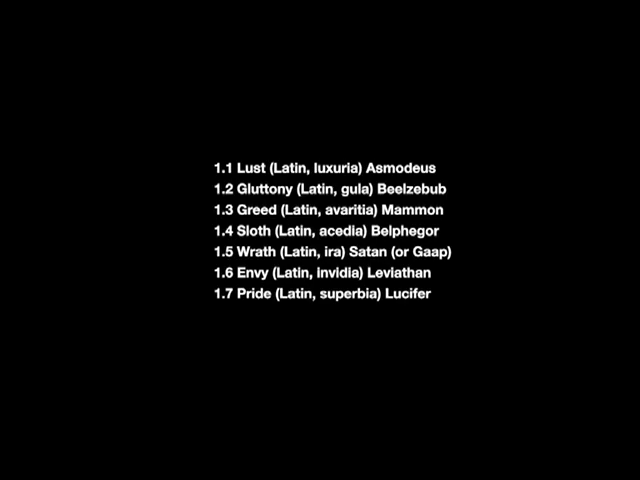 1.1 Lust (Latin, luxuria) Asmodeus
1.2 Gluttony (Latin, gula) Beelzebub
1.3 Greed (Latin, avaritia) Mammon
1.4 Sloth (Latin, acedia) Belphegor
1.5 Wrath (Latin, ira) Satan (or Gaap)
1.6 Envy (Latin, invidia) Leviathan
1.7 Pride (Latin, superbia) Lucifer